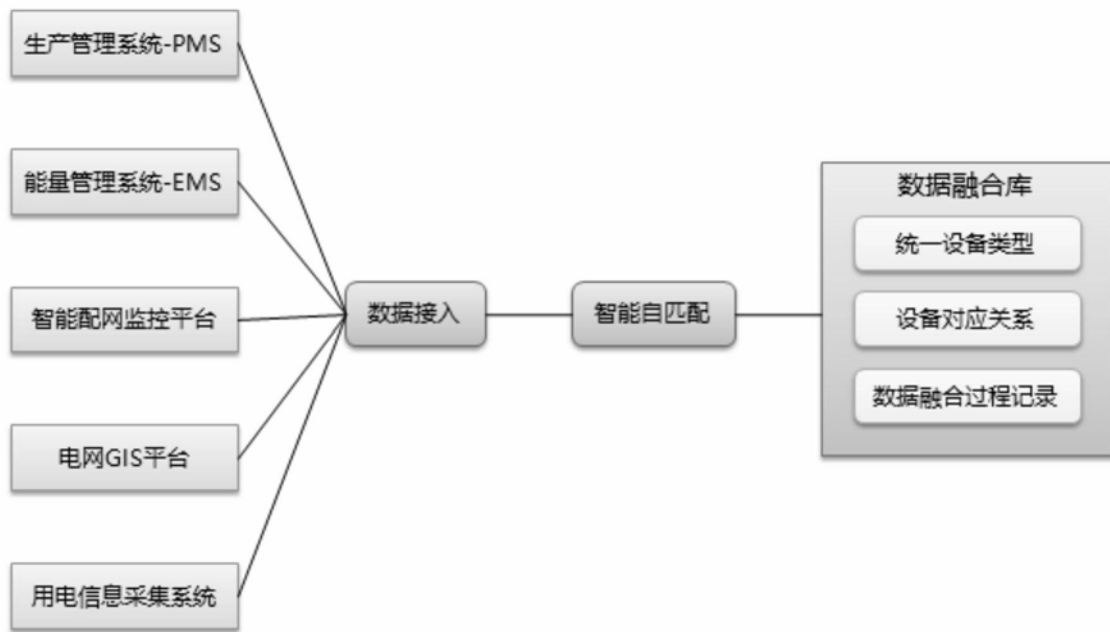 生产管理系统-PMS
能量管理系统-EMS
智能配网监控平台
电网GIS平台
用电信息采集系统
数据接入
智能自匹配
数据融合库
统一设备类型
设备对应关系
数据融合过程记录